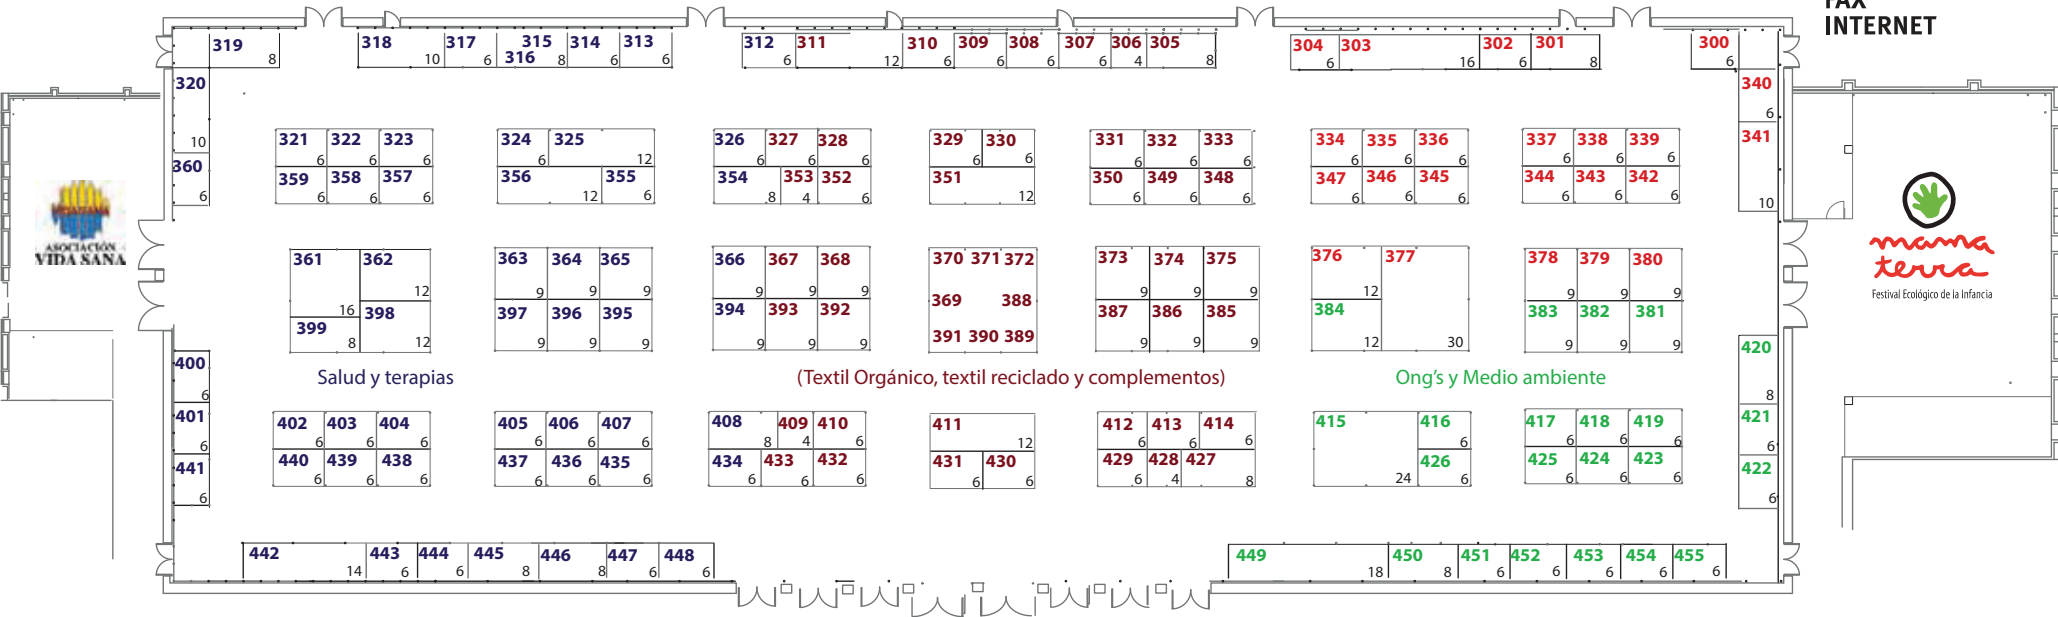 FAX
INTERNET
319 318 317 315 314 313 312 311 310 309 308 307 306 305 304 303 302 301 300
316
8 10 6 8 6 6 6 12 6 6 6 6 4 8 6 16 6 8 6
320 340
10 6
321 322 323 324 325 326 327 328 329 330 331 332 333 334 335 336 337 338 339 341
6 6 6 6 12 6 6 6 6 6 6 6 6 6 6 6 6 6 6
360
359 358 357 356 355 354 353 352 351 350 349 348 347 346 345 344 343 342
6 6 6 6 12 6 8 4 6 12 6 6 6 6 6 6 6 6 6 10
VIDA SANA
ASOCIACIÓN
VIDA SANA
mama
terra
Festival Ecológico de la Infancia
361 362 363 364 365 366 367 368 370 371 372 373 374 375 376 377 378 379 380
12 9 9 9 9 9 9 9 9 9 12 9 9 9
369 388
16
399 398 397 396 395 394 393 392 387 386 385 384 383 382 381
391 390 389
8 12 9 9 9 9 9 9 9 9 9 12 30 9 9 9
Salud y terapias (Textil Orgánico, textil reciclado y complementos) Ong's y Medio ambiente
400 420
6 8
401 402 403 404 405 406 407 408 409 410 411 412 413 414 415 416 417 418 419 421
6 6 6 6 6 6 6 8 4 6 12 6 6 6 6 6 6 6 6
441 440 439 438 437 436 435 434 433 432 431 430 429 428 427 426 425 424 423 422
6 6 6 6 6 6 6 6 6 6 6 6 6 4 8 24 6 6 6 6 6
442 443 444 445 446 447 448 449 450 451 452 453 454 455
14 6 6 8 8 6 6 18 8 6 6 6 6 6